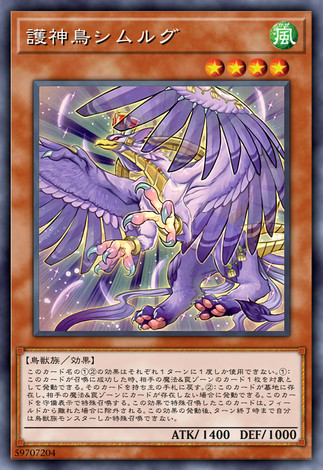 護神鳥シムルグ
風
【鳥獣族／効果】
このカード名の①②の効果はそれぞれ１ターンに１度しか使用できない。①:
このカードが召喚に成功した時、相手の魔法&罠ゾーンのカード１枚を対象と
して発動できる。そのカードを持ち主の手札に戻す。②:このカードが墓地に存
在し、相手の魔法&罠ゾーンにカードが存在しない場合に発動できる。このカー
ドを守備表示で特殊召喚する。この効果で特殊召喚したこのカードは、フィー
ルドから離れた場合に除外される。この効果の発動後、ターン終了時まで自分
は鳥獣族モンスターしか特殊召喚できない。
ATK/ 1400 DEF/1000
59707204